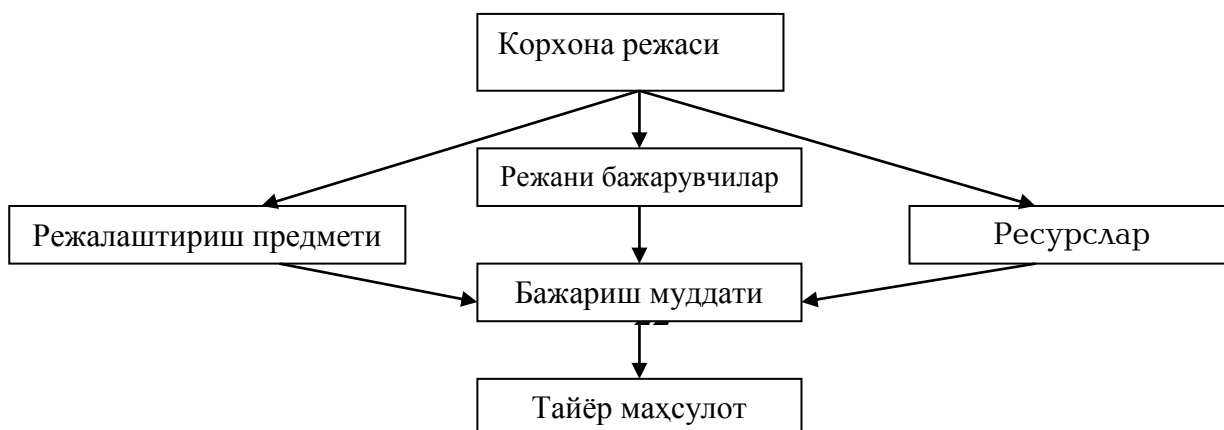 Корхона режаси
Режани бажарувчилар
Режалаштириш предмети
Ресурслар
Бажариш муддати
Тайёр маҳсулот